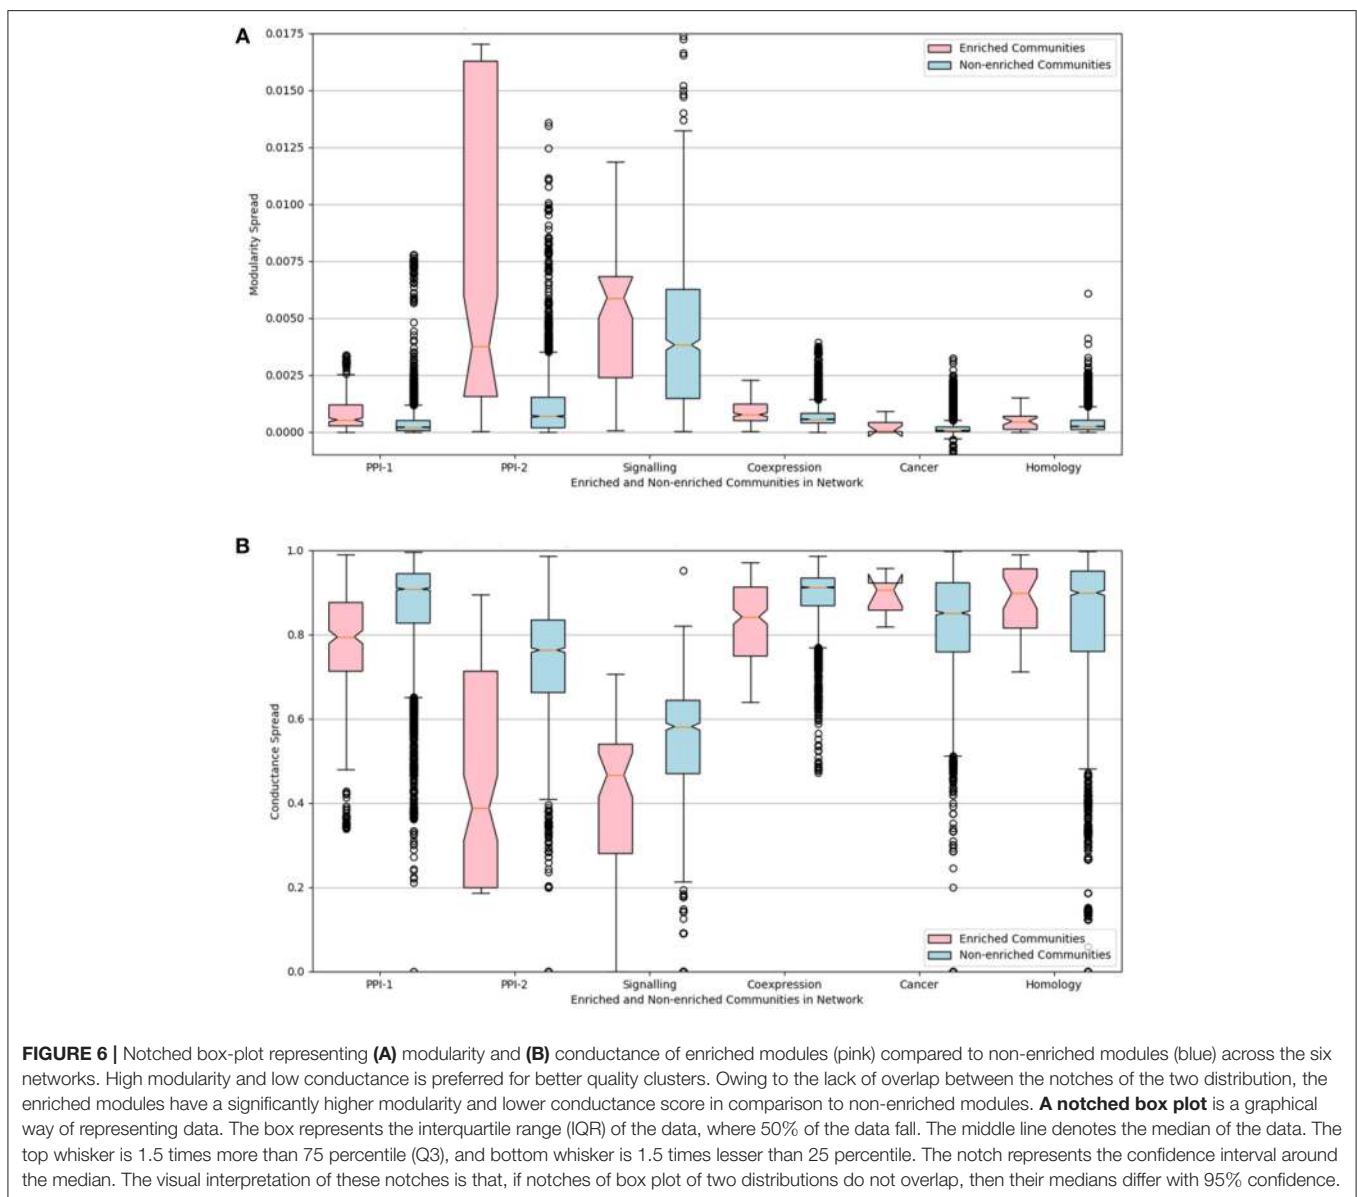 A
0.0175
0.0150
0.0125
0.0100
0.0075
0.0050
0.0025
0.0000
Modularity Spread
Enriched Communities
Non-enriched Communities
PPI-1 PPI-2 Signalling Coexpression Cancer Homology
Enriched and Non-enriched Communities in Network
B
1.0
0.8
0.6
0.4
0.2
0.0
Conductance Spread
Enriched Communities
Non-enriched Communities
PPI-1 PPI-2 Signalling Coexpression Cancer Homology
Enriched and Non-enriched Communities in Network
FIGURE 6 | Notched box-plot representing (A) modularity and (B) conductance of enriched modules (pink) compared to non-enriched modules (blue) across the six
networks. High modularity and low conductance is preferred for better quality clusters. Owing to the lack of overlap between the notches of the two distribution, the
enriched modules have a significantly higher modularity and lower conductance score in comparison to non-enriched modules. A notched box plot is a graphical
way of representing data. The box represents the interquartile range (IQR) of the data, where 50% of the data fall. The middle line denotes the median of the data. The
top whisker is 1.5 times more than 75 percentile (Q3), and bottom whisker is 1.5 times lesser than 25 percentile. The notch represents the confidence interval around
the median. The visual interpretation of these notches is that, if notches of box plot of two distributions do not overlap, then their medians differ with 95% confidence.